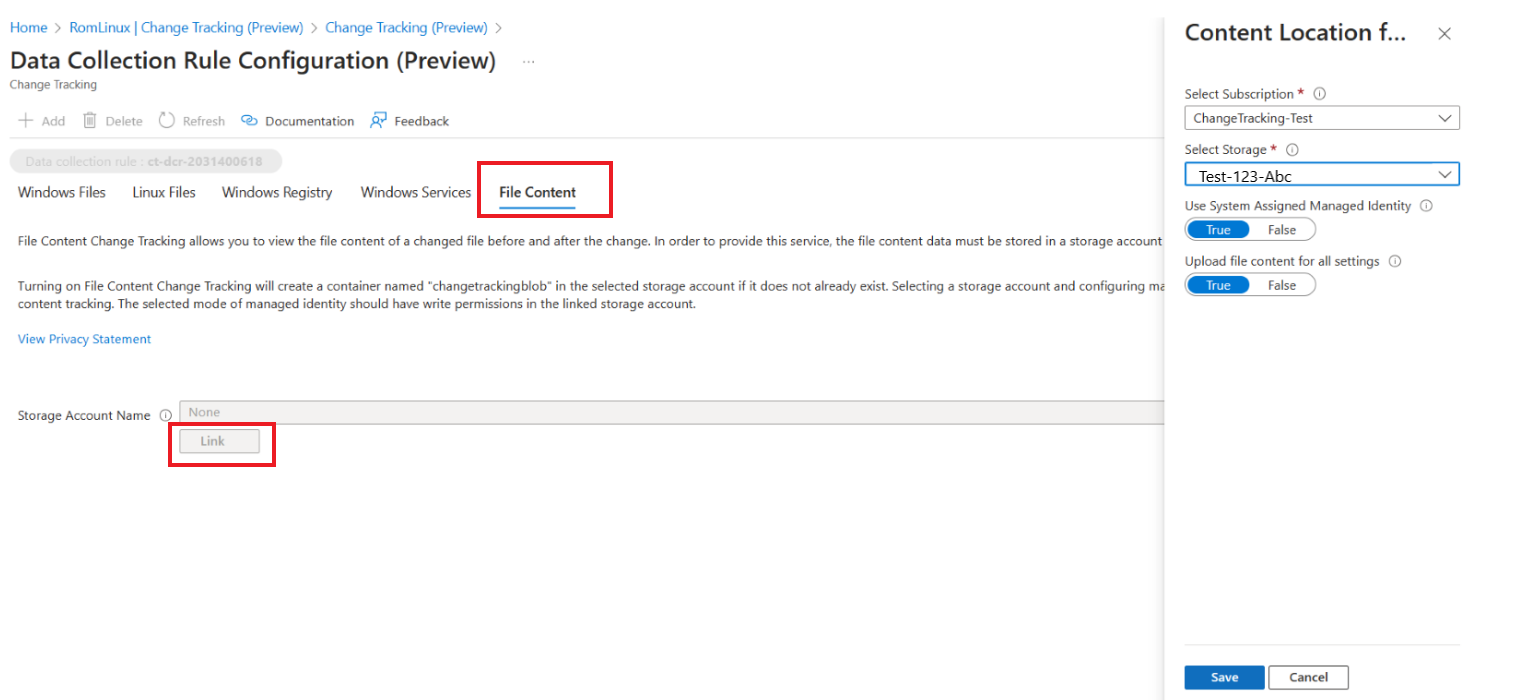 Home > RomLinux | Change Tracking (Preview) > Change Tracking (Preview) >
Data Collection Rule Configuration (Preview) ...
Change Tracking
Add Delete Refresh Documentation Feedback
Data collection rule : ct-dcr-2031400618
Windows Files Linux Files Windows Registry Windows Services File Content
File Content Change Tracking allows you to view the file content of a changed file before and after the change. In order to provide this service, the file content data must be stored in a storage account
Turning on File Content Change Tracking will create a container named "changetrackingblob" in the selected storage account if it does not already exist. Selecting a storage account and configuring ma
content tracking. The selected mode of managed identity should have write permissions in the linked storage account.
View Privacy Statement
Storage Account Name None
Link
Content Location f...
Select Subscription *
ChangeTracking-Test
Select Storage *
Test-123-Abc
Use System Assigned Managed Identity
True False
Upload file content for all settings
True False
Save Cancel